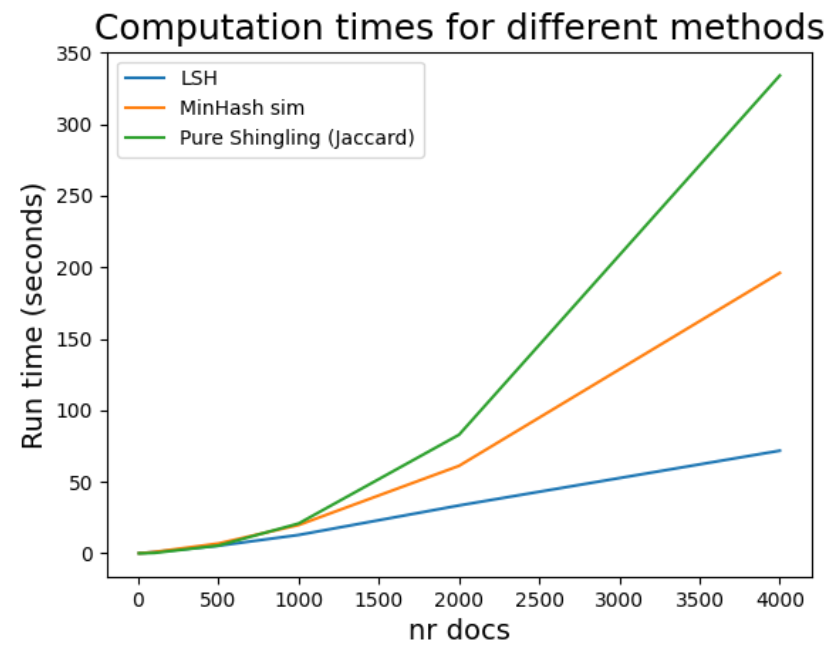 Computation times for different methods
LSH
MinHash sim
Pure Shingling (Jaccard)
Run time (seconds)
350
300
250
200
150
100
50
0
0 500 1000 1500 2000 2500 3000 3500 4000
nr docs